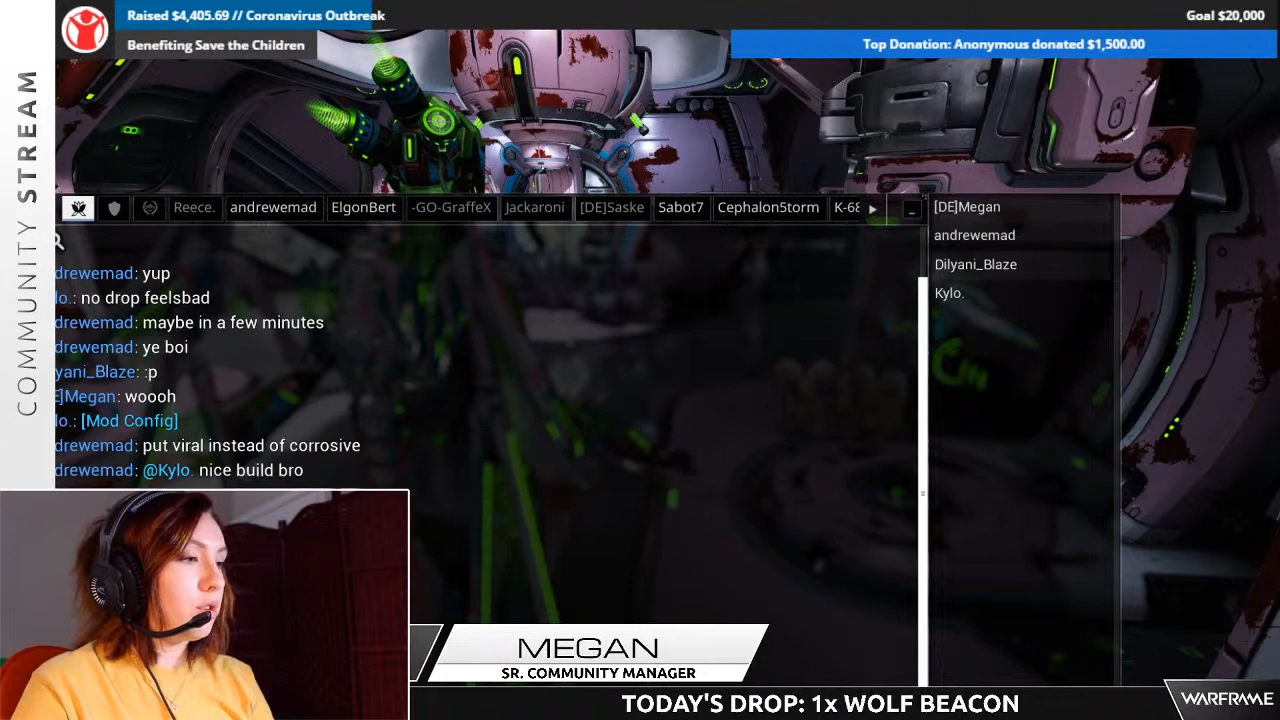 Raised $4,405.69 // Coronavirus Outbreak
Goal $20,000
Benefiting Save the Children
Top Donation: Anonymous donated $1,500.00
COMMUNITY STREAM
Reece. andrewemad ElgonBert -GO-GraffeX Jackaroni [DE]Saske Sabot7 Cephalon5torm K-68
[DE]Megan
andrewemad
Dilyani_Blaze
Kylo.
drewemad: yup
lo.: no drop feelsbad
drewemad: maybe in a few minutes
drewemad: ye boi
yani_Blaze: :p
E]Megan: woooh
lo.: [Mod Config]
drewemad: put viral instead of corrosive
drewemad: @Kylo. nice build bro
MEGAN
SR. COMMUNITY MANAGER
TODAY'S DROP: 1x WOLF BEACON
WARFRAME